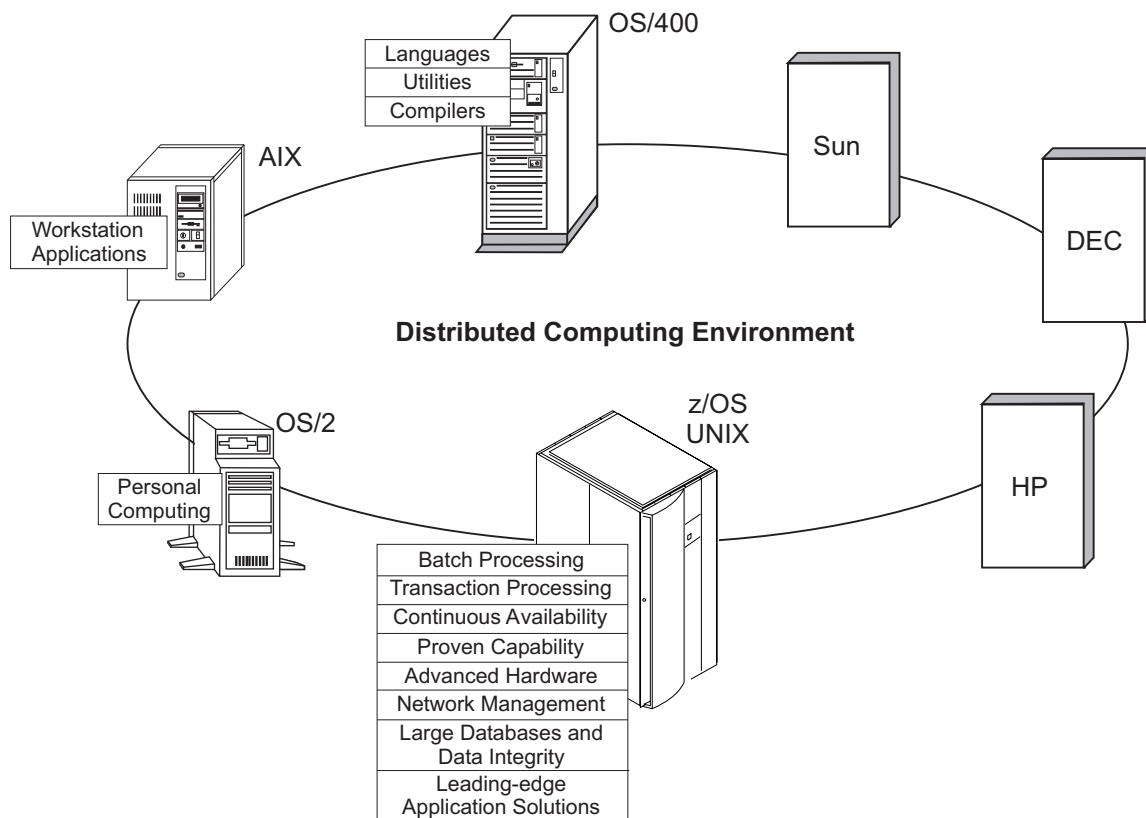 OS/400
Languages
Utilities
Compilers
Sun
AIX
Workstation
Applications
DEC
Distributed Computing Environment
z/OS
UNIX
OS/2
HP
Personal
Computing
Batch Processing
Transaction Processing
Continuous Availability
Proven Capability
Advanced Hardware
Network Management
Large Databases and
Data Integrity
Leading-edge
Application Solutions